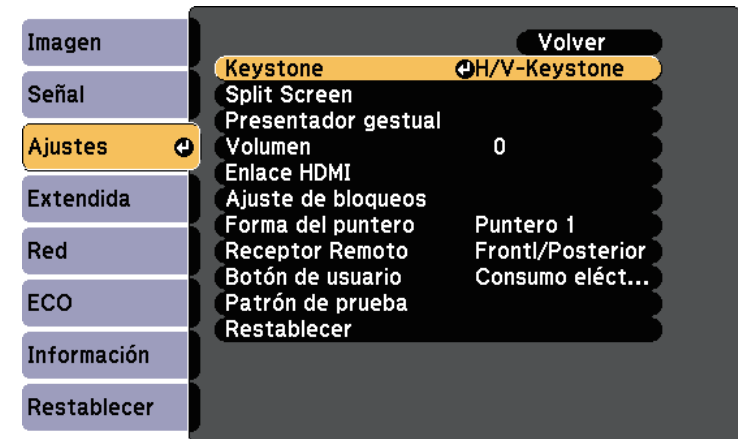 Imagen
Señal
Ajustes
Extendida
Red
ECO
Información
Restablecer
Volver
Keystone H/V-Keystone
Split Screen
Presentador gestual
Volumen 0
Enlace HDMI
Ajuste de bloqueos
Forma del puntero Puntero 1
Receptor Remoto Frontl/Posterior
Botón de usuario Consumo eléct...
Patrón de prueba
Restablecer